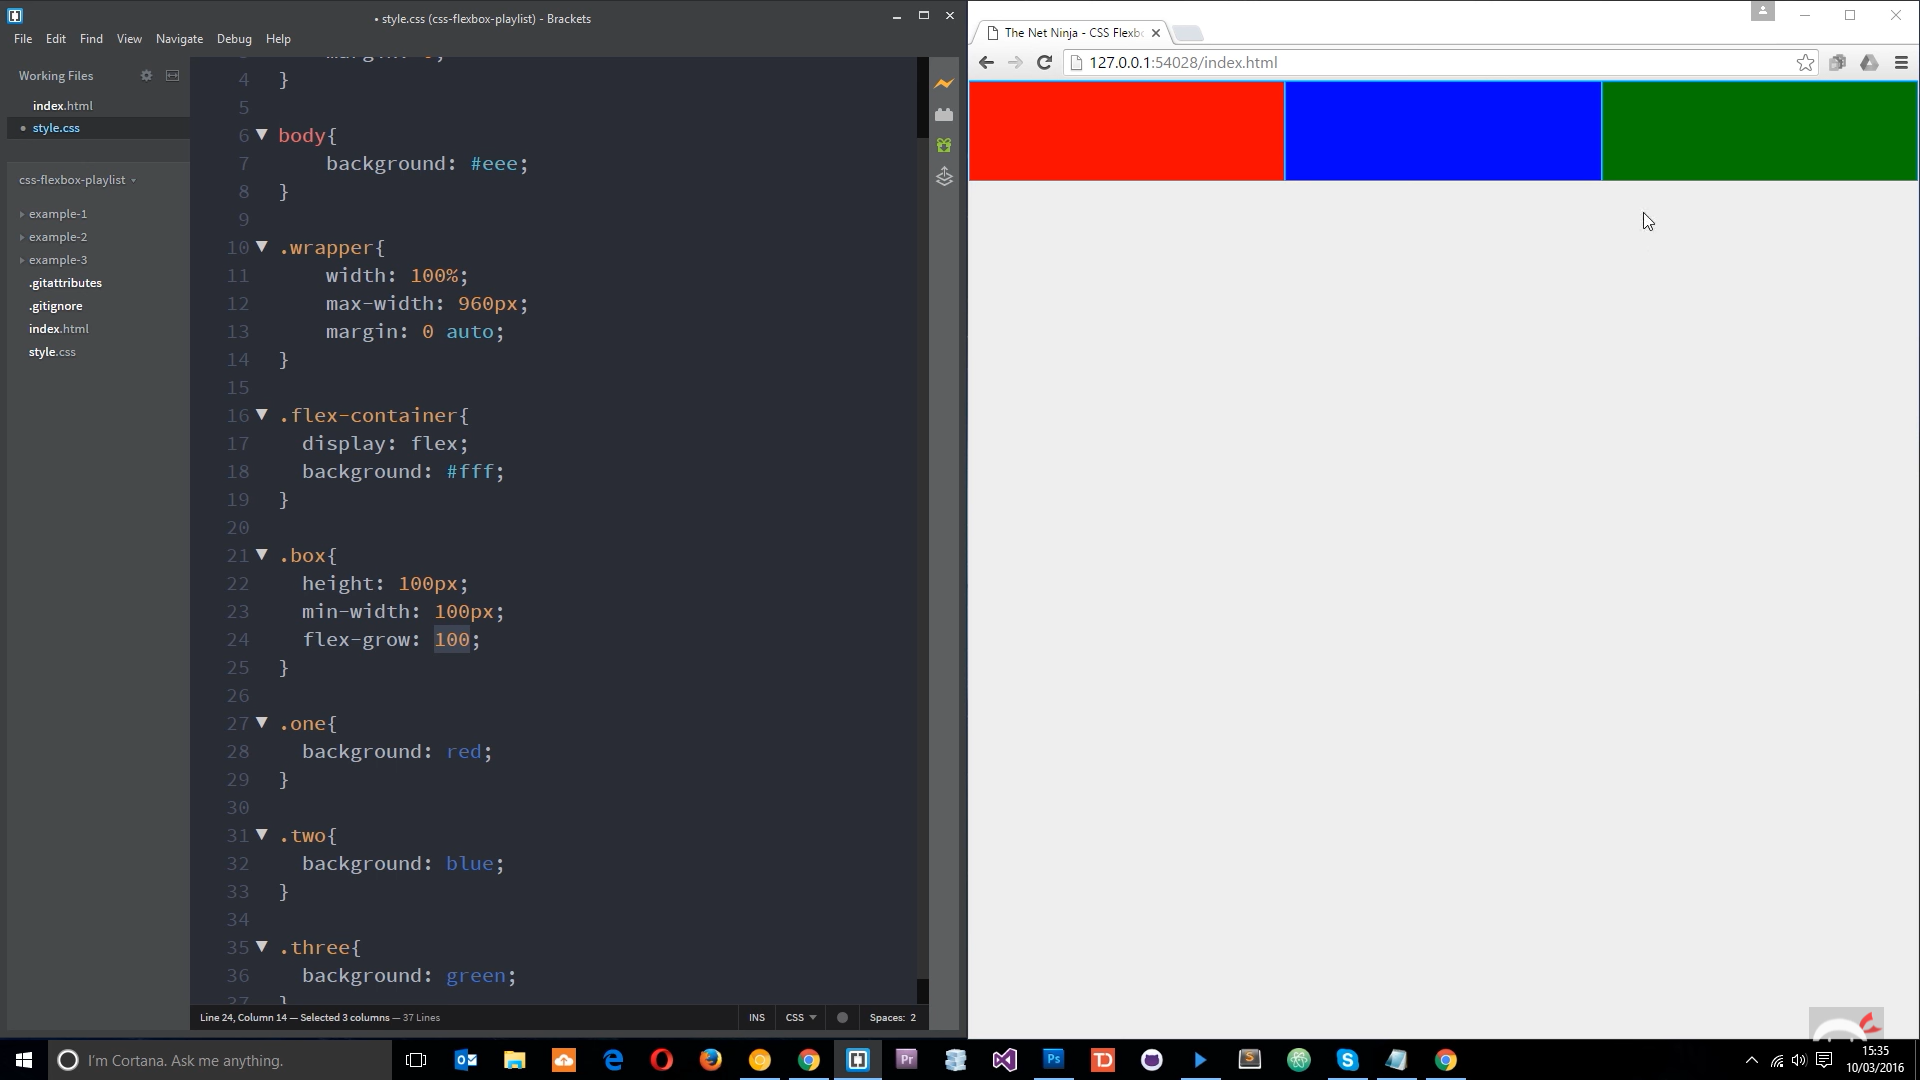 • style.css (css-flexbox-playlist) - Brackets
File Edit Find View Navigate Debug Help
Working Files
index.html
• style.css
css-flexbox-playlist
example-1
example-2
example-3
.gitattributes
.gitignore
index.html
style.css
4 }
5
6 body{
7 background: #eee;
8 }
9
10 .wrapper{
11 width: 100%;
12 max-width: 960px;
13 margin: 0 auto;
14 }
15
16 .flex-container{
17 display: flex;
18 background: #fff;
19 }
20
21 .box{
22 height: 100px;
23 min-width: 100px;
24 flex-grow: 100;
25 }
26
27 .one{
28 background: red;
29 }
30
31 .two{
32 background: blue;
33 }
34
35 .three{
36 background: green;
37 }
Line 24, Column 14 — Selected 3 columns — 37 Lines
INS CSS Spaces: 2
The Net Ninja - CSS Flexbo
127.0.0.1:54028/index.html
I'm Cortana. Ask me anything.
Pr
Ps
15:35
10/03/2016